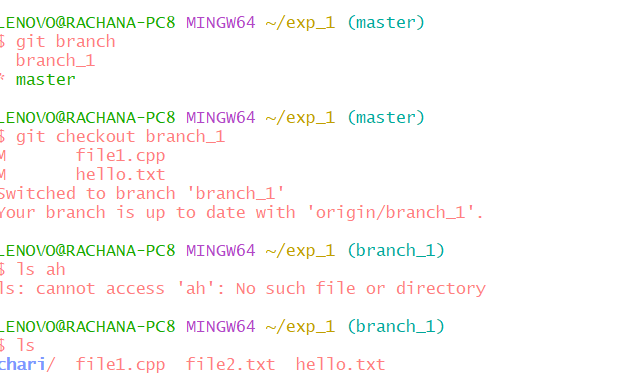 LENOVO@RACHANA-PC8 MINGW64 ~/exp_1 (master)
$ git branch
  branch_1
* master

LENOVO@RACHANA-PC8 MINGW64 ~/exp_1 (master)
$ git checkout branch_1
M       file1.cpp
M       hello.txt
Switched to branch 'branch_1'
Your branch is up to date with 'origin/branch_1'.

LENOVO@RACHANA-PC8 MINGW64 ~/exp_1 (branch_1)
$ ls ah
ls: cannot access 'ah': No such file or directory

LENOVO@RACHANA-PC8 MINGW64 ~/exp_1 (branch_1)
$ ls
chari/  file1.cpp  file2.txt  hello.txt